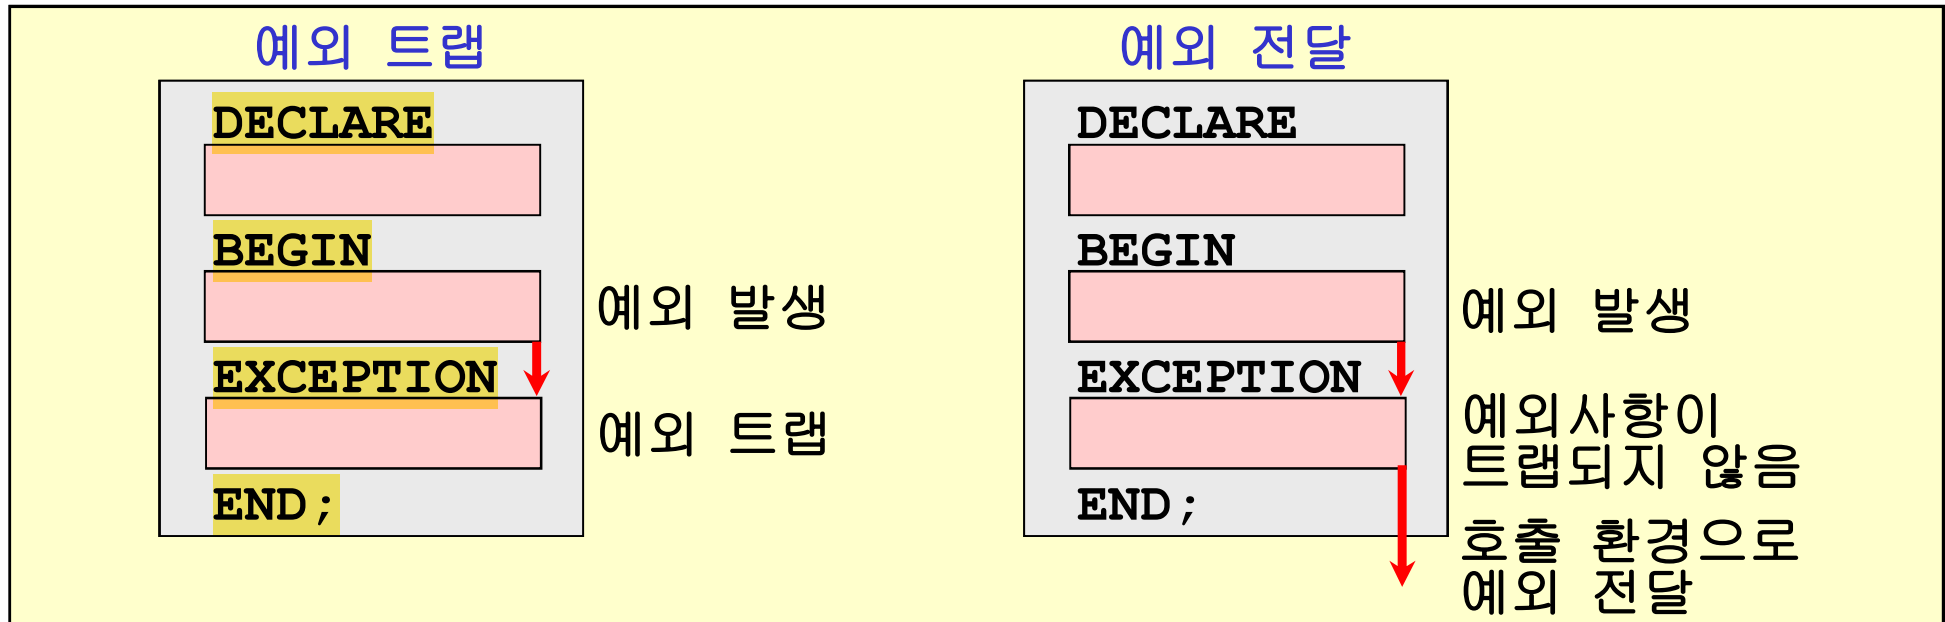 예외 트랩
DECLARE
BEGIN
예외 발생
EXCEPTION
예외 트랩
END;
예외 전달
DECLARE
BEGIN
예외 발생
EXCEPTION
예외사항이
트랩되지 않음
END;
호출 환경으로
예외 전달